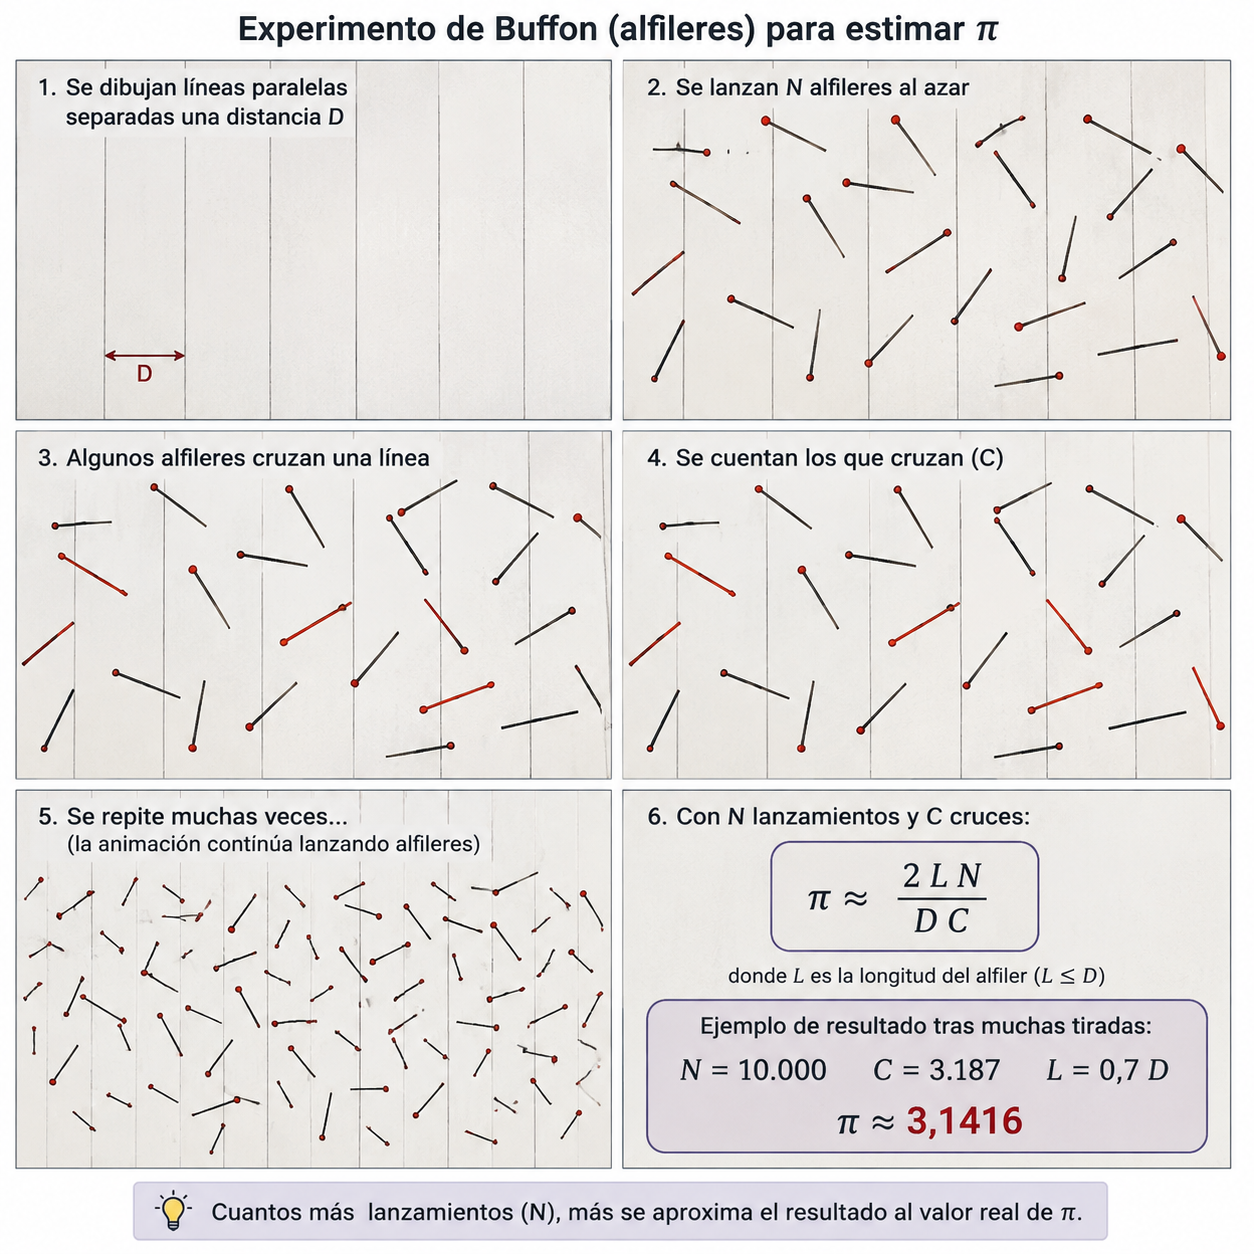 Experimento de Buffon (alfileres) para estimar π
1. Se dibujan líneas paralelas
separadas una distancia D
D
2. Se lanzan N alfileres al azar
3. Algunos alfileres cruzan una línea
4. Se cuentan los que cruzan (C)
5. Se repite muchas veces...
(la animación contínúa lanzando alfileres)
6. Con N lanzamientos y C cruces:
π ≈ 2 L N / D C
donde L es la longitud del alfiler (L ≤ D)
Ejemplo de resultado tras muchas tiradas:
N = 10.000 C = 3.187 L = 0,7 D
π ≈ 3,1416
Cuantos más lanzamientos (N), más se aproxima el resultado al valor real de π.